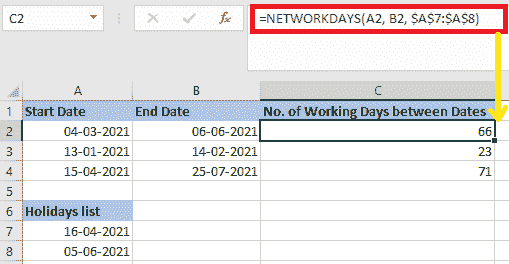 C2 fx =NETWORKDAYS(A2, B2, $A$7:$A$8)
A B C
1 Start Date End Date No. of Working Days between Dates
2 04-03-2021 06-06-2021 66
3 13-01-2021 14-02-2021 23
4 15-04-2021 25-07-2021 71
5
6 Holidays list
7 16-04-2021
8 05-06-2021